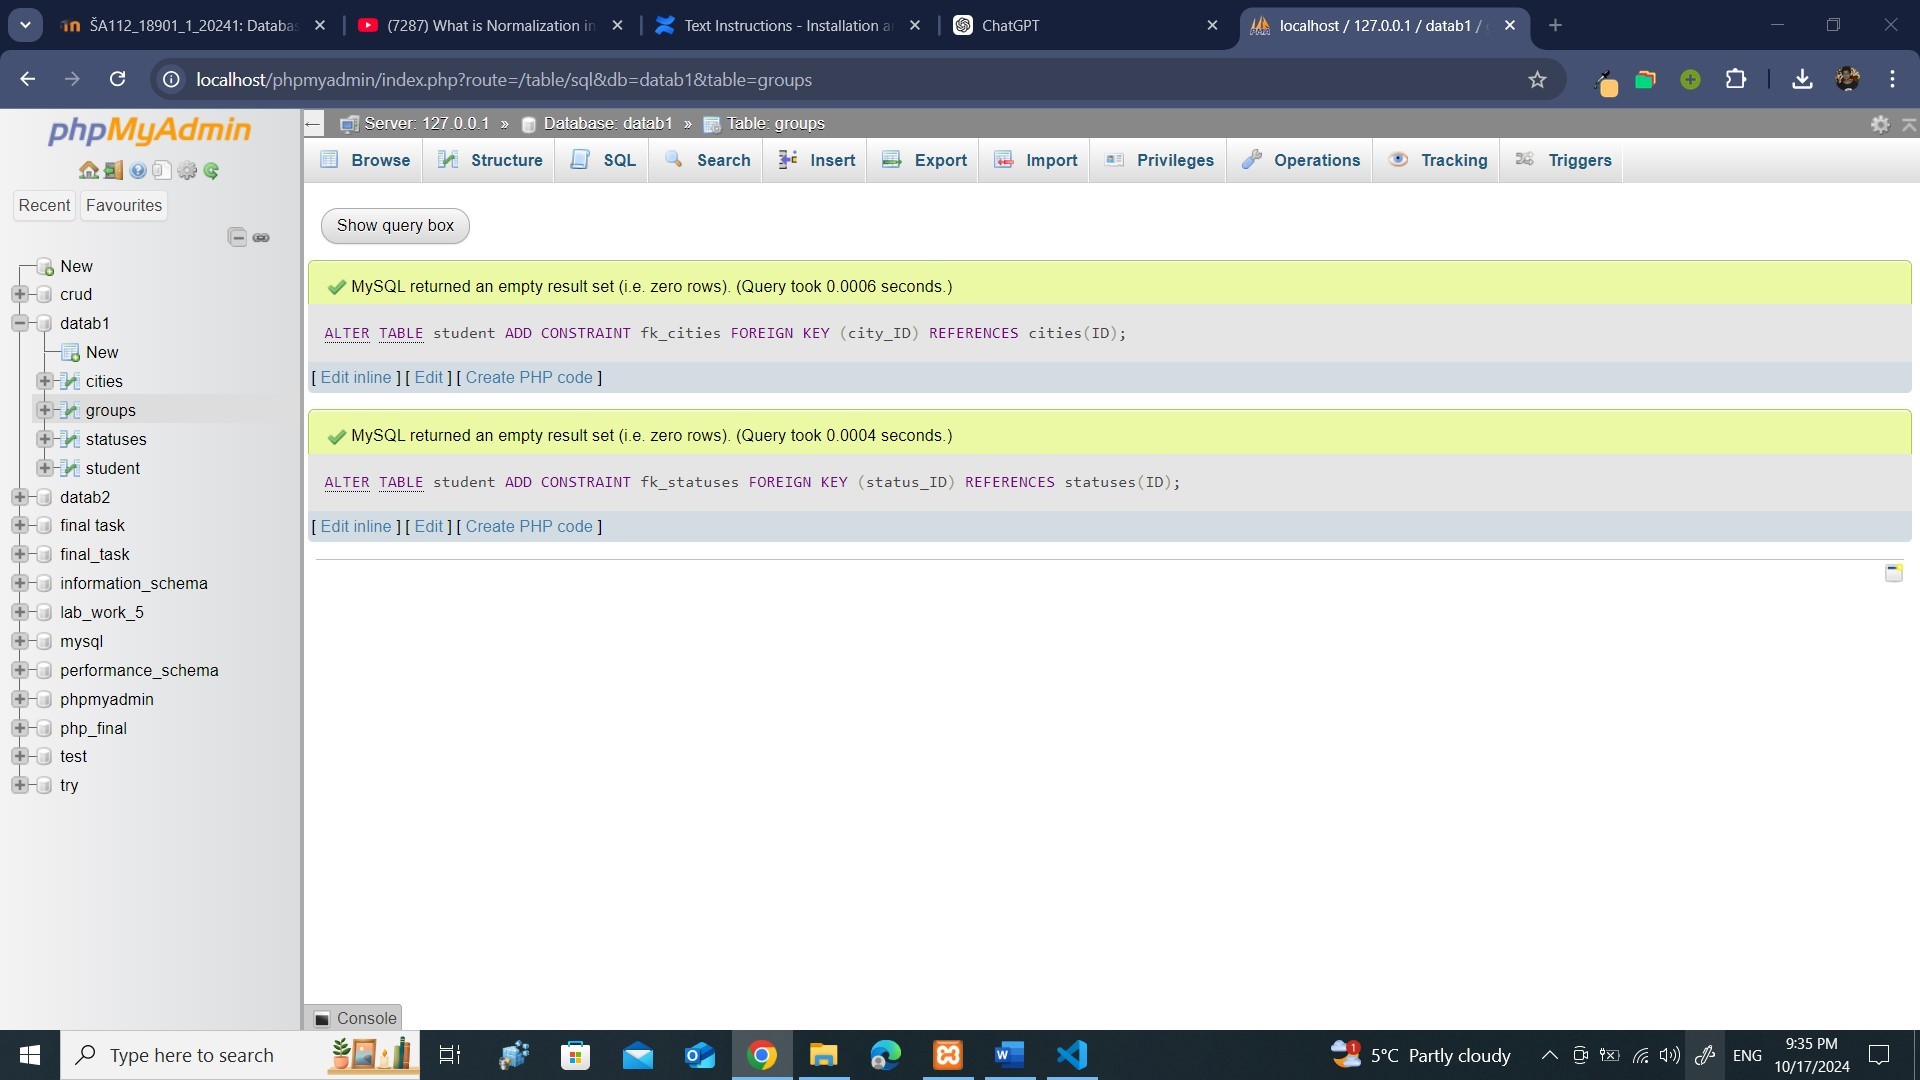 ŠA112_18901_1_20241: Databas
(7287) What is Normalization in
Text Instructions - Installation a
ChatGPT
localhost / 127.0.0.1 / datab1 /
localhost/phpmyadmin/index.php?route=/table/sql&db=datab1&table=groups
phpMyAdmin
Recent
Favourites
New
crud
datab1
New
cities
groups
statuses
student
datab2
final task
final_task
information_schema
lab_work_5
mysql
performance_schema
phpmyadmin
php_final
test
try
Server: 127.0.0.1 » Database: datab1 » Table: groups
Browse Structure SQL Search Insert Export Import Privileges Operations Tracking Triggers
Show query box
MySQL returned an empty result set (i.e. zero rows). (Query took 0.0006 seconds.)
ALTER TABLE student ADD CONSTRAINT fk_cities FOREIGN KEY (city_ID) REFERENCES cities(ID);
[ Edit inline ] [ Edit ] [ Create PHP code ]
MySQL returned an empty result set (i.e. zero rows). (Query took 0.0004 seconds.)
ALTER TABLE student ADD CONSTRAINT fk_statuses FOREIGN KEY (status_ID) REFERENCES statuses(ID);
[ Edit inline ] [ Edit ] [ Create PHP code ]
Console
Type here to search
5°C Partly cloudy
ENG
9:35 PM
10/17/2024